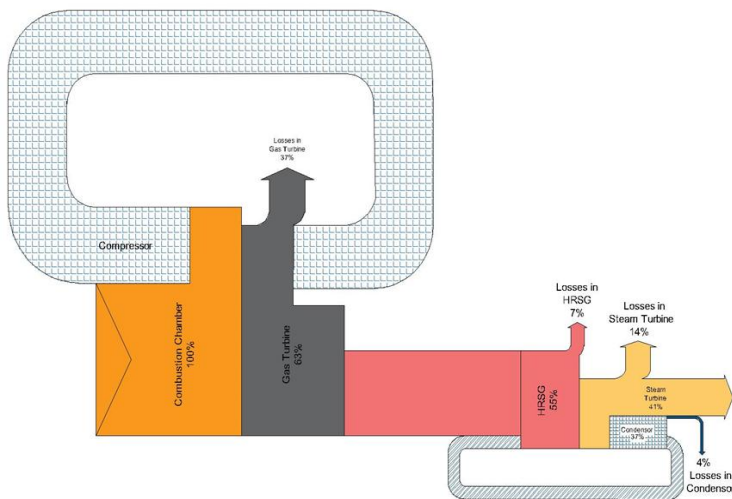 Losses in
Gas Turbine
37%
Compressor
Combustion Chamber
100%
Gas Turbine
63%
Losses in
HRSG
7%
Losses in
Steam Turbine
14%
HRSG
55%
Steam
Turbine
41%
Condensor
37%
4%
Losses in
Condensor